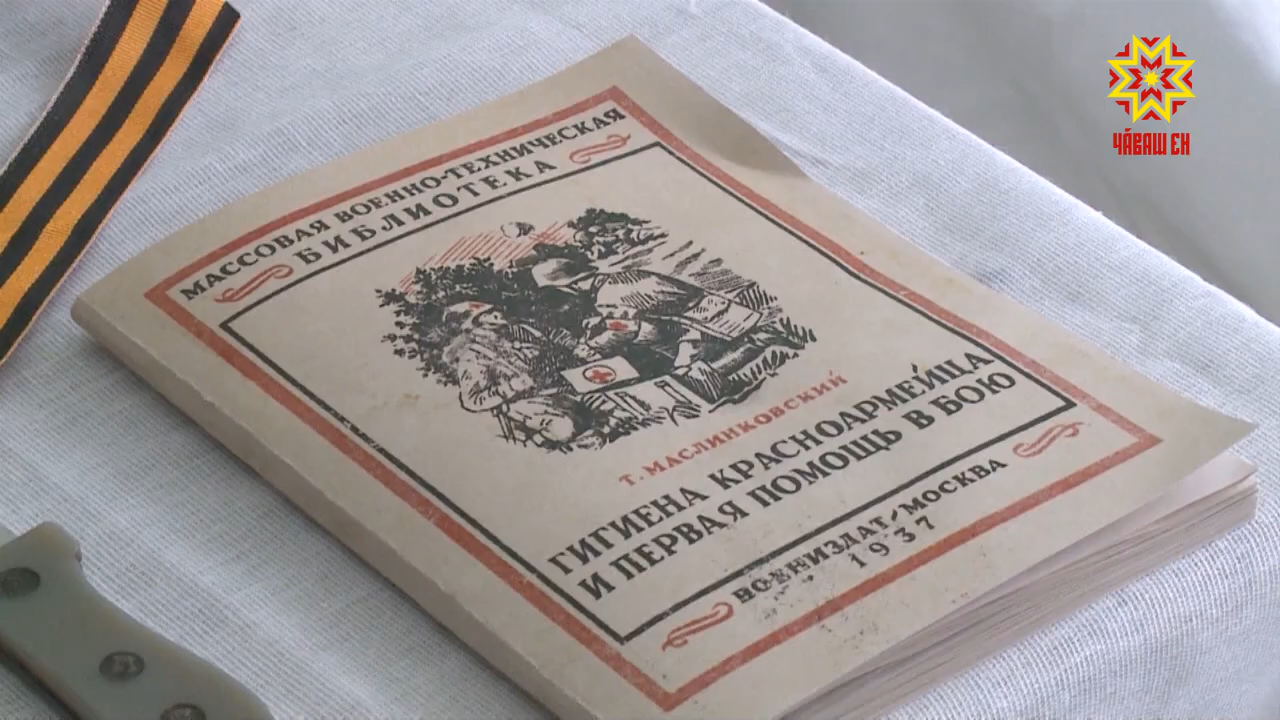 МАССОВАЯ ВОЕННО-ТЕХНИЧЕСКАЯ
БИБЛИОТЕКА
Т. МАСЛИНКОВСКИЙ
ГИГИЕНА КРАСНОАРМЕЙЦА
И ПЕРВАЯ ПОМОЩЬ В БОЮ
ВОЕНИЗДАТ МОСКВА
1937
ЧĂВАШ ЕН